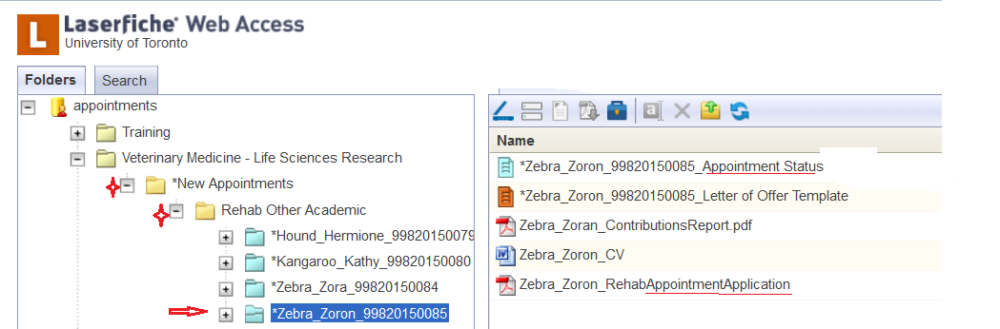 Laserfiche Web Access
University of Toronto
Folders
Search
appointments
Training
Veterinary Medicine - Life Sciences Research
*New Appointments
Rehab Other Academic
*Hound_Hermione_99820150079
*Kangaroo_Kathy_99820150080
*Zebra_Zora_99820150084
*Zebra_Zoron_99820150085
Name
*Zebra_Zoron_99820150085_Appointment Status
*Zebra_Zoron_99820150085_Letter of Offer Template
Zebra_Zoran_ContributionsReport.pdf
Zebra_Zoron_CV
Zebra_Zoron_RehabAppointmentApplication